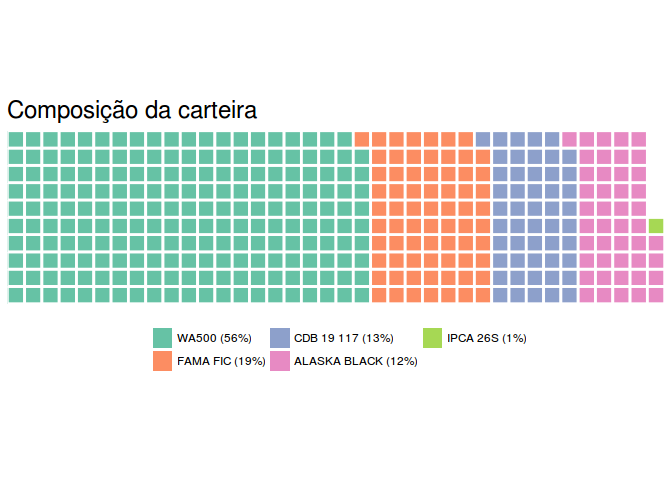 Composição da carteira
WA500 (56%) CDB 19 117 (13%) IPCA 26S (1%)
FAMA FIC (19%) ALASKA BLACK (12%)